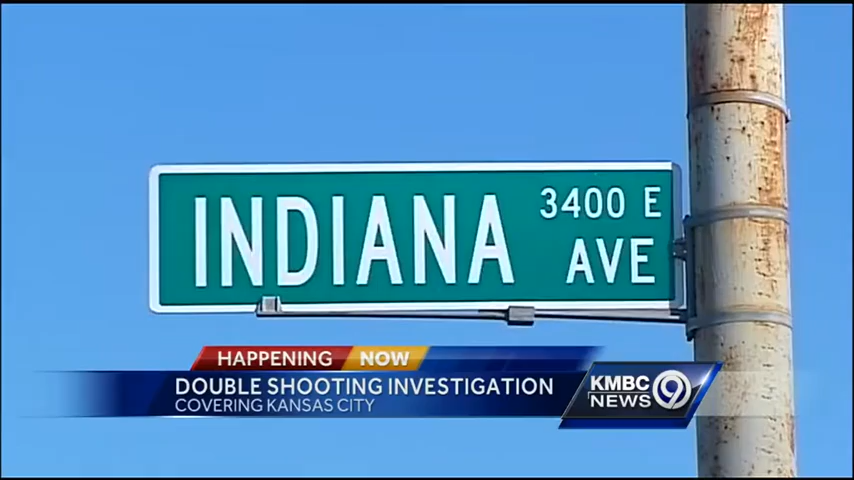 INDIANA 3400 E
AVE
HAPPENING NOW
DOUBLE SHOOTING INVESTIGATION
COVERING KANSAS CITY
KMBC 9
NEWS